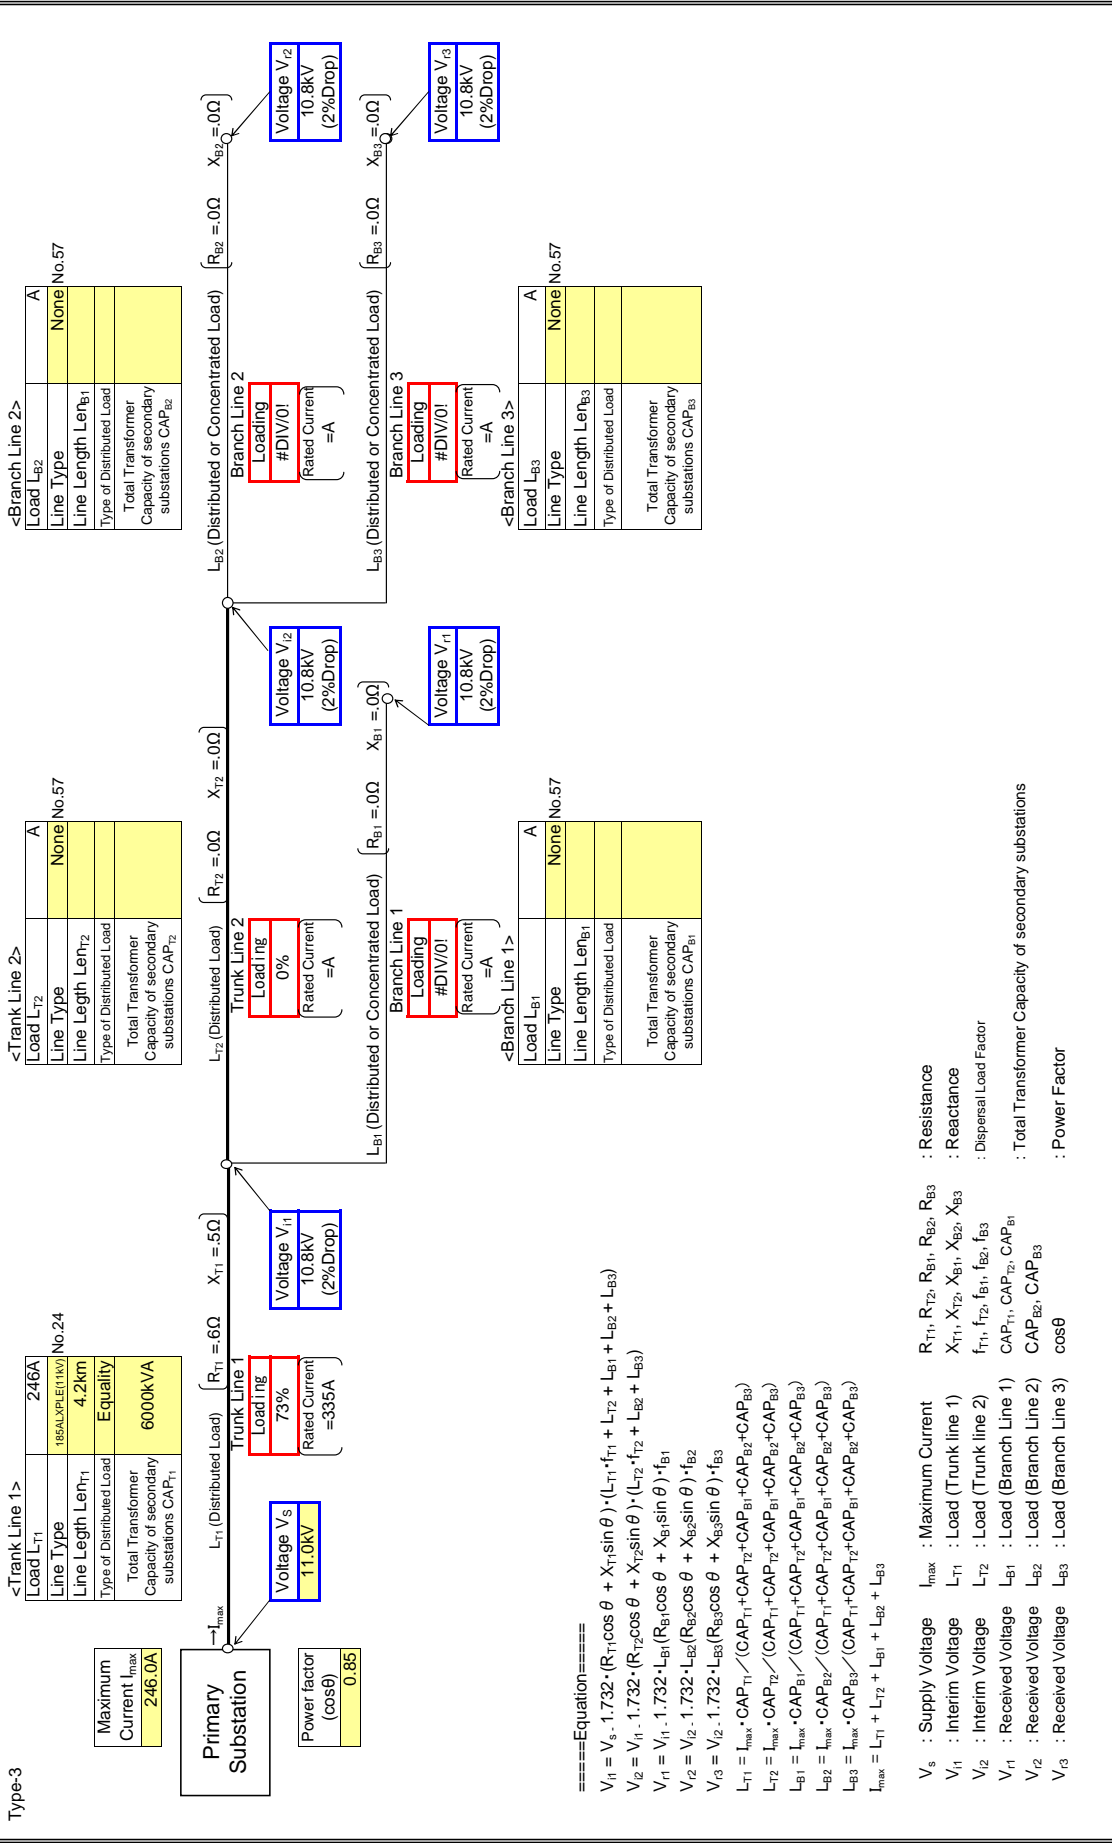 Type-3
<Trank Line 1>
Load LT1 246A
Line Type 185ALXPLE(11kV) No.24
Line Legth LenT1 4.2km
Type of Distributed Load Equality
Total Transformer
Capacity of secondary
substations CAPT1
6000kVA
<Trank Line 2>
Load LT2 A
Line Type None No.57
Line Length LenT2
Type of Distributed Load
Total Transformer
Capacity of secondary
substations CAPT2
<Branch Line 2>
Load LB2 A
Line Type None No.57
Line Length LenB1
Type of Distributed Load
Total Transformer
Capacity of secondary
substations CAPB2
Maximum
Current Imax
246.0A
Primary
Substation
→Imax
Power factor
(cosθ)
0.85
Voltage VS
11.0kV
LT1 (Distributed Load)
RT1 =.6Ω XT1 =.5Ω
Trunk Line 1
Loading
73%
Rated Current
=335A
Voltage Vi1
10.8kV
(2%Drop)
LT2 (Distributed Load)
RT2 =.0Ω XT2 =.0Ω
Trunk Line 2
Loading
0%
Rated Current
=A
Voltage Vi2
10.8kV
(2%Drop)
LB2 (Distributed or Concentrated Load)
RB2 =.0Ω XB2 =.0Ω
Branch Line 2
Loading
#DIV/0!
Rated Current
=A
Voltage Vr2
10.8kV
(2%Drop)
LB1 (Distributed or Concentrated Load)
RB1 =.0Ω XB1 =.0Ω
Branch Line 1
Loading
#DIV/0!
Rated Current
=A
Voltage Vr1
10.8kV
(2%Drop)
LB3 (Distributed or Concentrated Load)
RB3 =.0Ω XB3 =.0Ω
Branch Line 3
Loading
#DIV/0!
Rated Current
=A
Voltage Vr3
10.8kV
(2%Drop)
<Branch Line 1>
Load LB1 A
Line Type None No.57
Line Length LenB1
Type of Distributed Load
Total Transformer
Capacity of secondary
substations CAPB1
<Branch Line 3>
Load LB3 A
Line Type None No.57
Line Length LenB3
Type of Distributed Load
Total Transformer
Capacity of secondary
substations CAPB3
=====Equation=====
Vi1 = Vs - 1.732・(RT1cos θ + XT1sin θ)・(LT1・fT1 + LT2 + LB1 + LB2 + LB3)
Vi2 = Vi1 - 1.732・(RT2cos θ + XT2sin θ)・(LT2・fT2 + LB2 + LB3)
Vr1 = Vi1 - 1.732・LB1(RB1cos θ + XB1sin θ)・fB1
Vr2 = Vi2 - 1.732・LB2(RB2cos θ + XB2sin θ)・fB2
Vr3 = Vi2 - 1.732・LB3(RB3cos θ + XB3sin θ)・fB3
LT1 = Imax・CAPT1／(CAPT1+CAPT2+CAPB1+CAPB2+CAPB3)
LT2 = Imax・CAPT2／(CAPT1+CAPT2+CAPB1+CAPB2+CAPB3)
LB1 = Imax・CAPB1／(CAPT1+CAPT2+CAPB1+CAPB2+CAPB3)
LB2 = Imax・CAPB2／(CAPT1+CAPT2+CAPB1+CAPB2+CAPB3)
LB3 = Imax・CAPB3／(CAPT1+CAPT2+CAPB1+CAPB2+CAPB3)
Imax = LT1 + LT2 + LB1 + LB2 + LB3
Vs : Supply Voltage Imax : Maximum Current RT1, RT2, RB1, RB2, RB3 : Resistance
Vi1 : Interim Voltage LT1 : Load (Trunk line 1) XT1, XT2, XB1, XB2, XB3 : Reactance
Vi2 : Interim Voltage LT2 : Load (Trunk line 2) fT1, fT2, fB1, fB2, fB3 : Dispersal Load Factor
Vr1 : Received Voltage LB1 : Load (Branch Line 1) CAPT1, CAPT2, CAPB1
Vr2 : Received Voltage LB2 : Load (Branch Line 2) CAPB2, CAPB3 : Total Transformer Capacity of secondary substations
Vr3 : Received Voltage LB3 : Load (Branch Line 3) cosθ : Power Factor